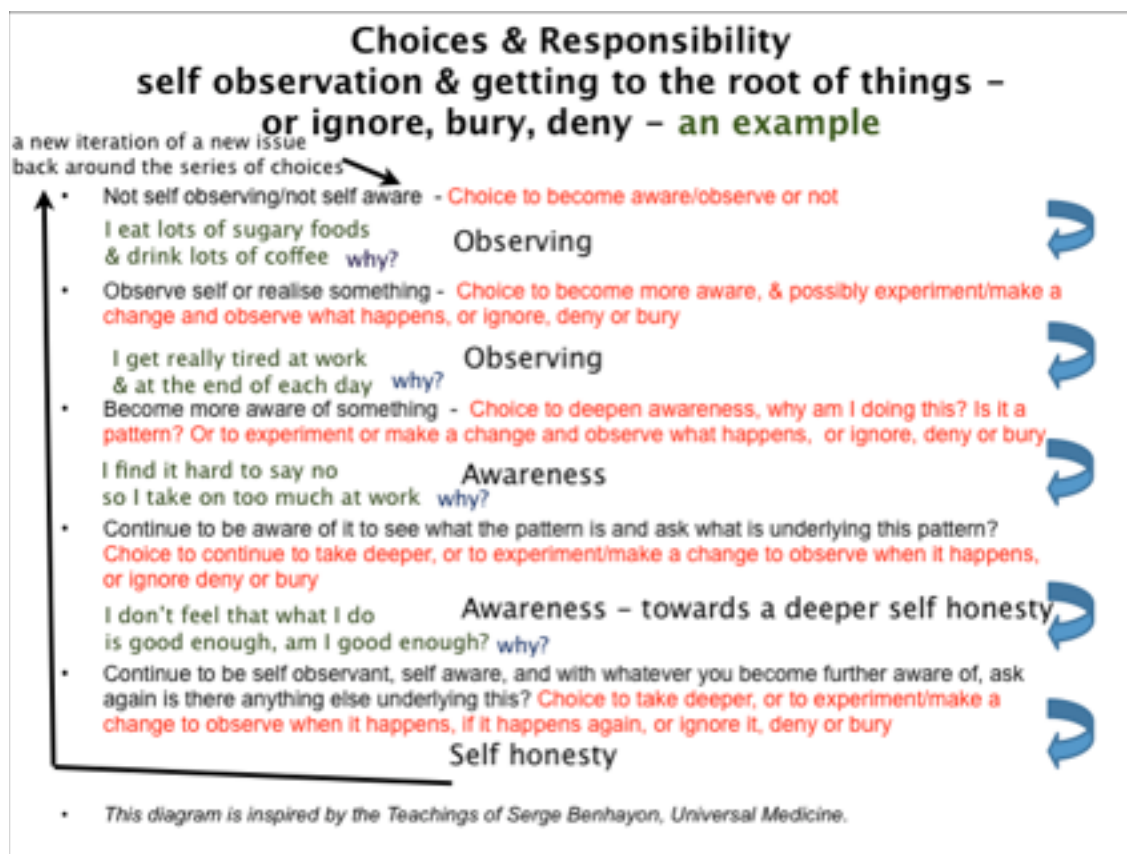 Choices & Responsibility
self observation & getting to the root of things –
or ignore, bury, deny – an example
a new iteration of a new issue
back around the series of choices
• Not self observing/not self aware - Choice to become aware/observe or not
I eat lots of sugary foods
& drink lots of coffee why?
Observing
• Observe self or realise something - Choice to become more aware, & possibly experiment/make a
change and observe what happens, or ignore, deny or bury
I get really tired at work
& at the end of each day why?
Observing
• Become more aware of something - Choice to deepen awareness, why am I doing this? Is it a
pattern? Or to experiment or make a change and observe what happens, or ignore, deny or bury
I find it hard to say no
so I take on too much at work why?
Awareness
• Continue to be aware of it to see what the pattern is and ask what is underlying this pattern?
Choice to continue to take deeper, or to experiment/make a change to observe when it happens,
or ignore deny or bury
I don't feel that what I do
is good enough, am I good enough? why?
Awareness – towards a deeper self honesty
• Continue to be self observant, self aware, and with whatever you become further aware of, ask
again is there anything else underlying this? Choice to take deeper, or to experiment/make a
change to observe when it happens, if it happens again, or ignore it, deny or bury
Self honesty
• This diagram is inspired by the Teachings of Serge Benhayon, Universal Medicine.